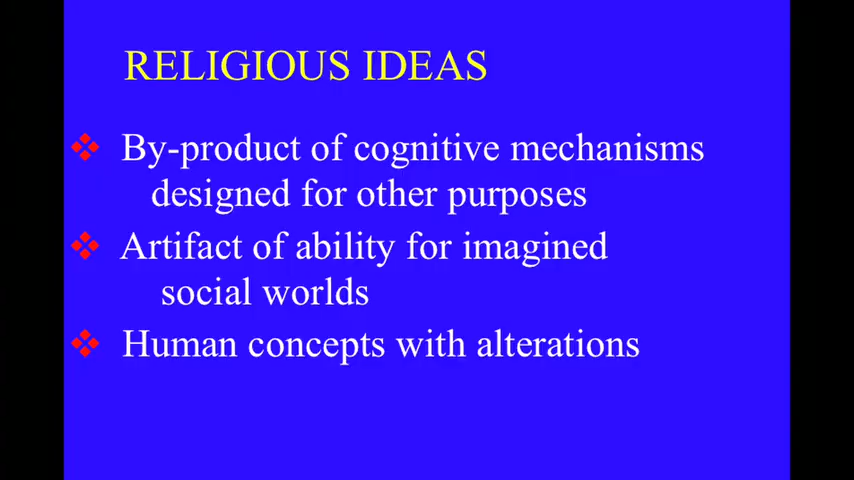 RELIGIOUS IDEAS
By-product of cognitive mechanisms
designed for other purposes
Artifact of ability for imagined
social worlds
Human concepts with alterations